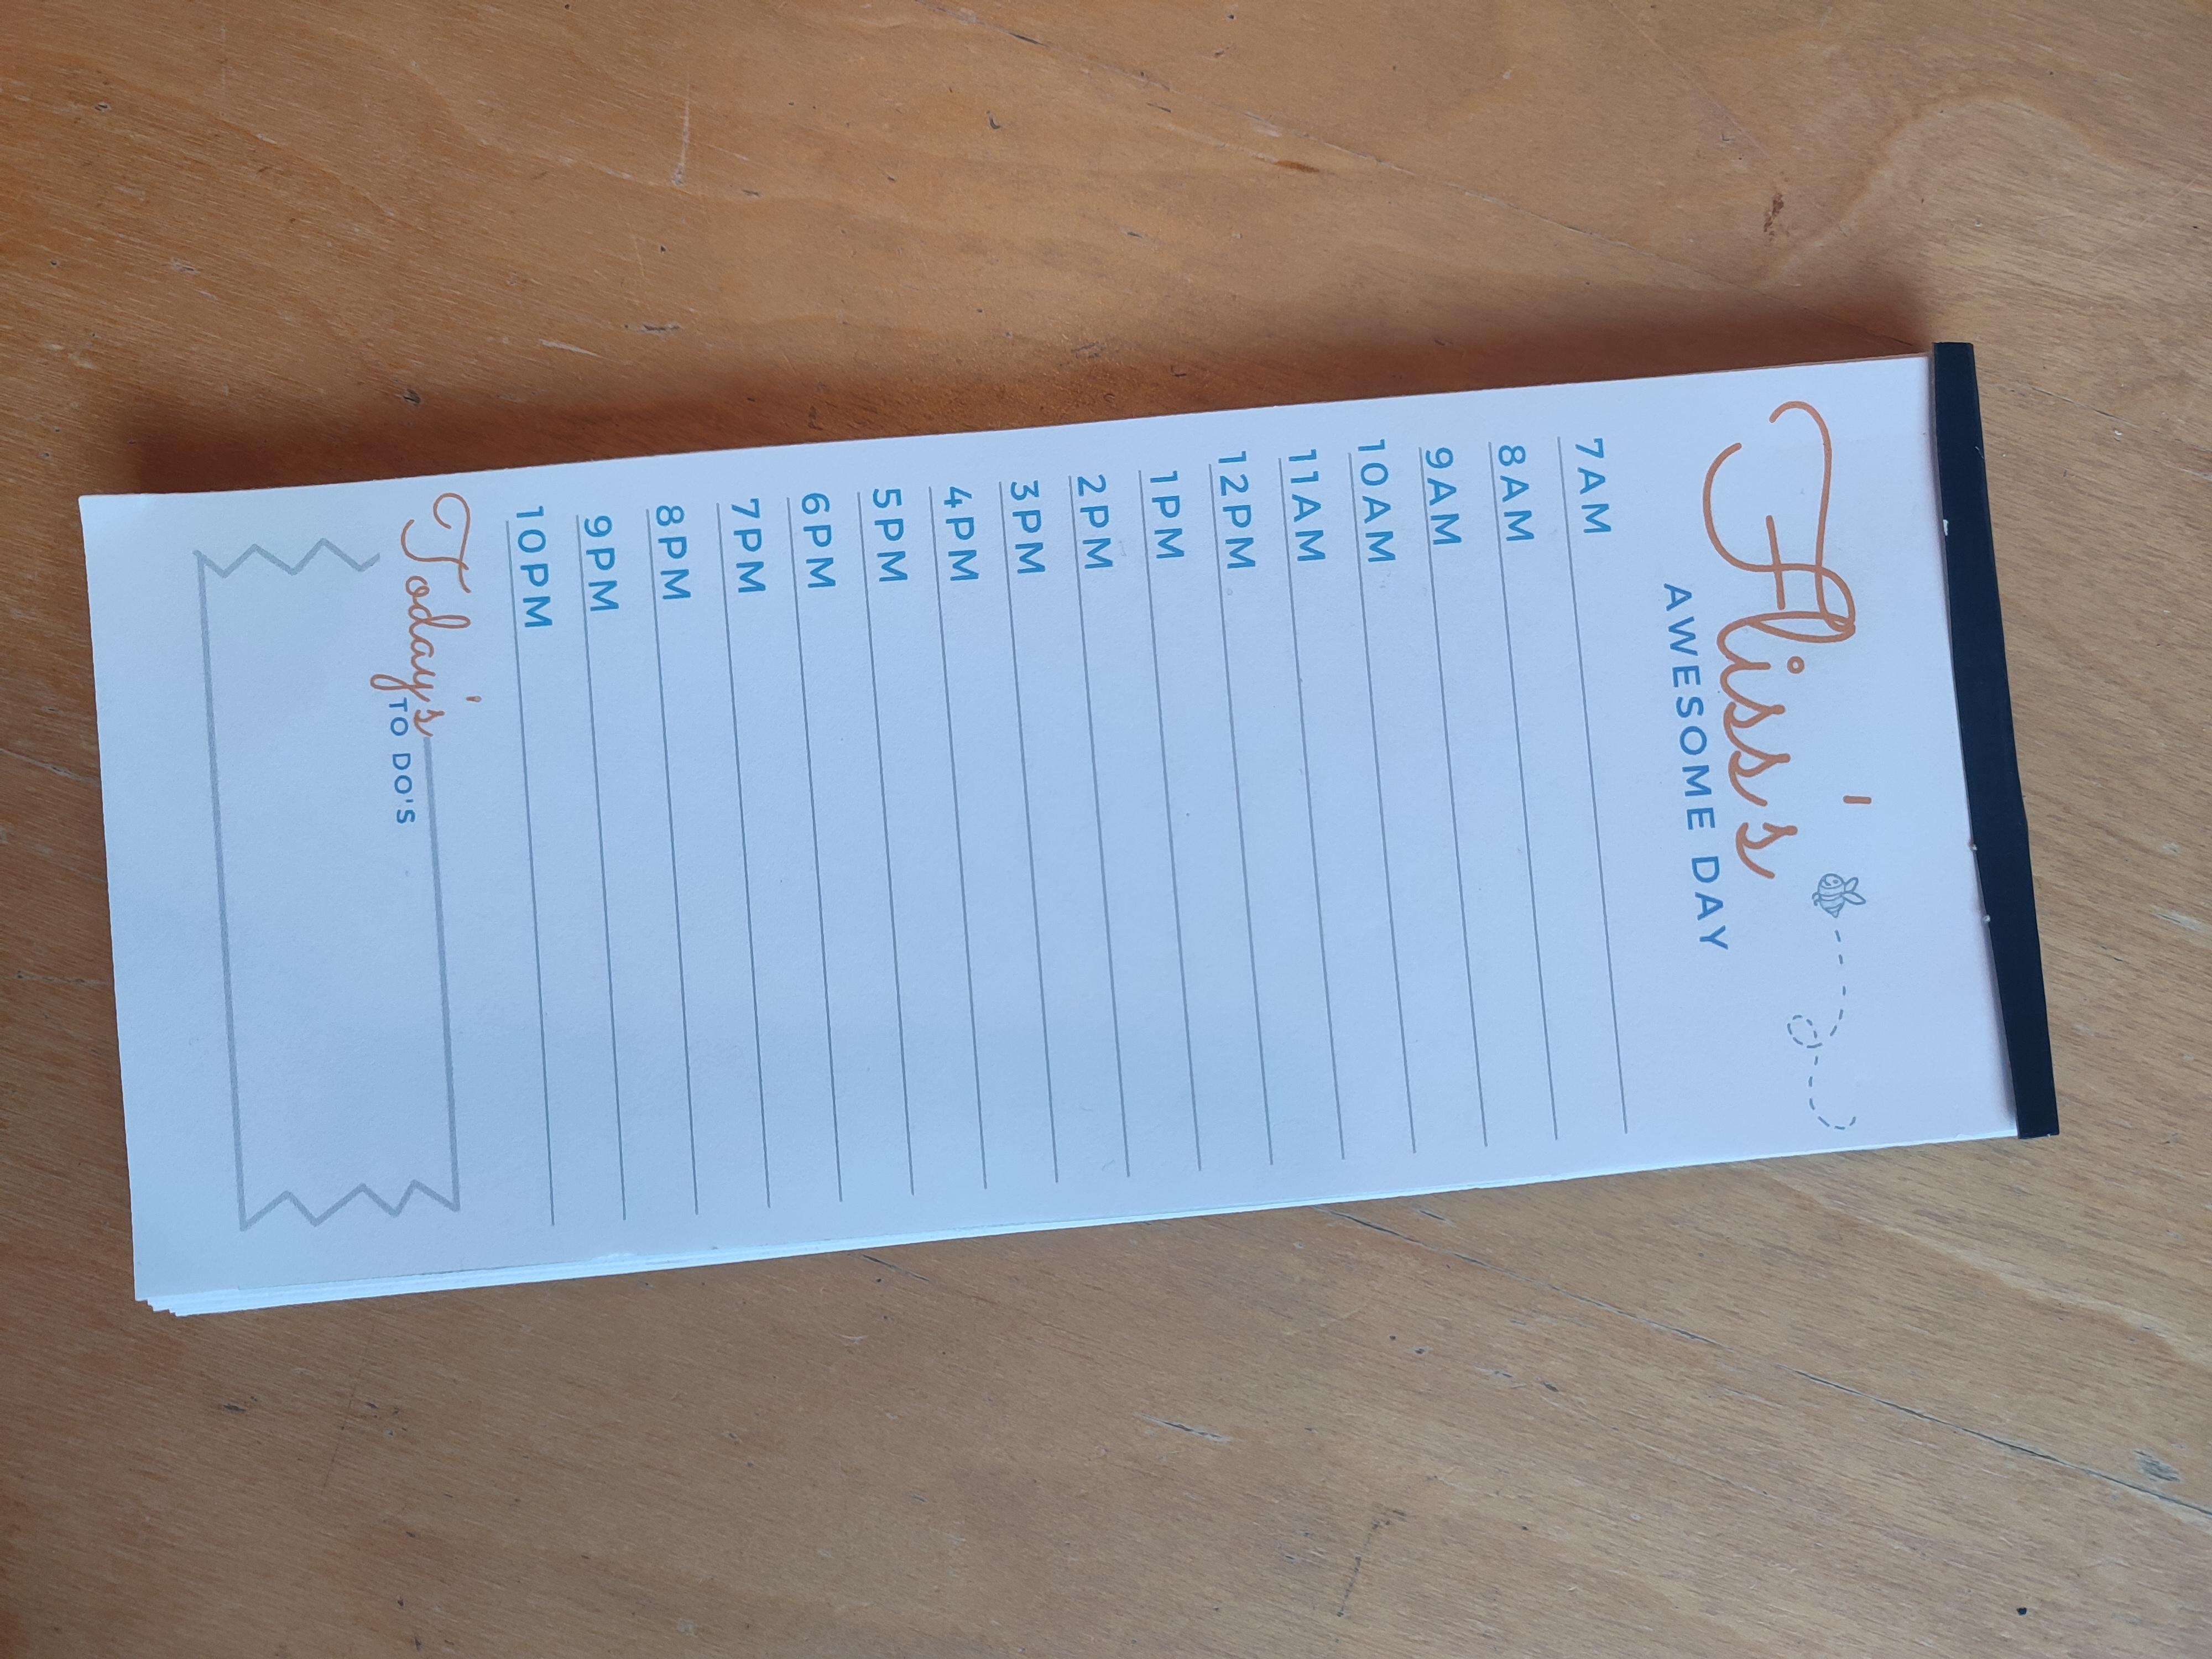 Fliss's
AWESOME DAY
7AM
8AM
9AM
10AM
11AM
12PM
1PM
2PM
3PM
4PM
5PM
6PM
7PM
8PM
9PM
10PM
Today's
TO DO'S